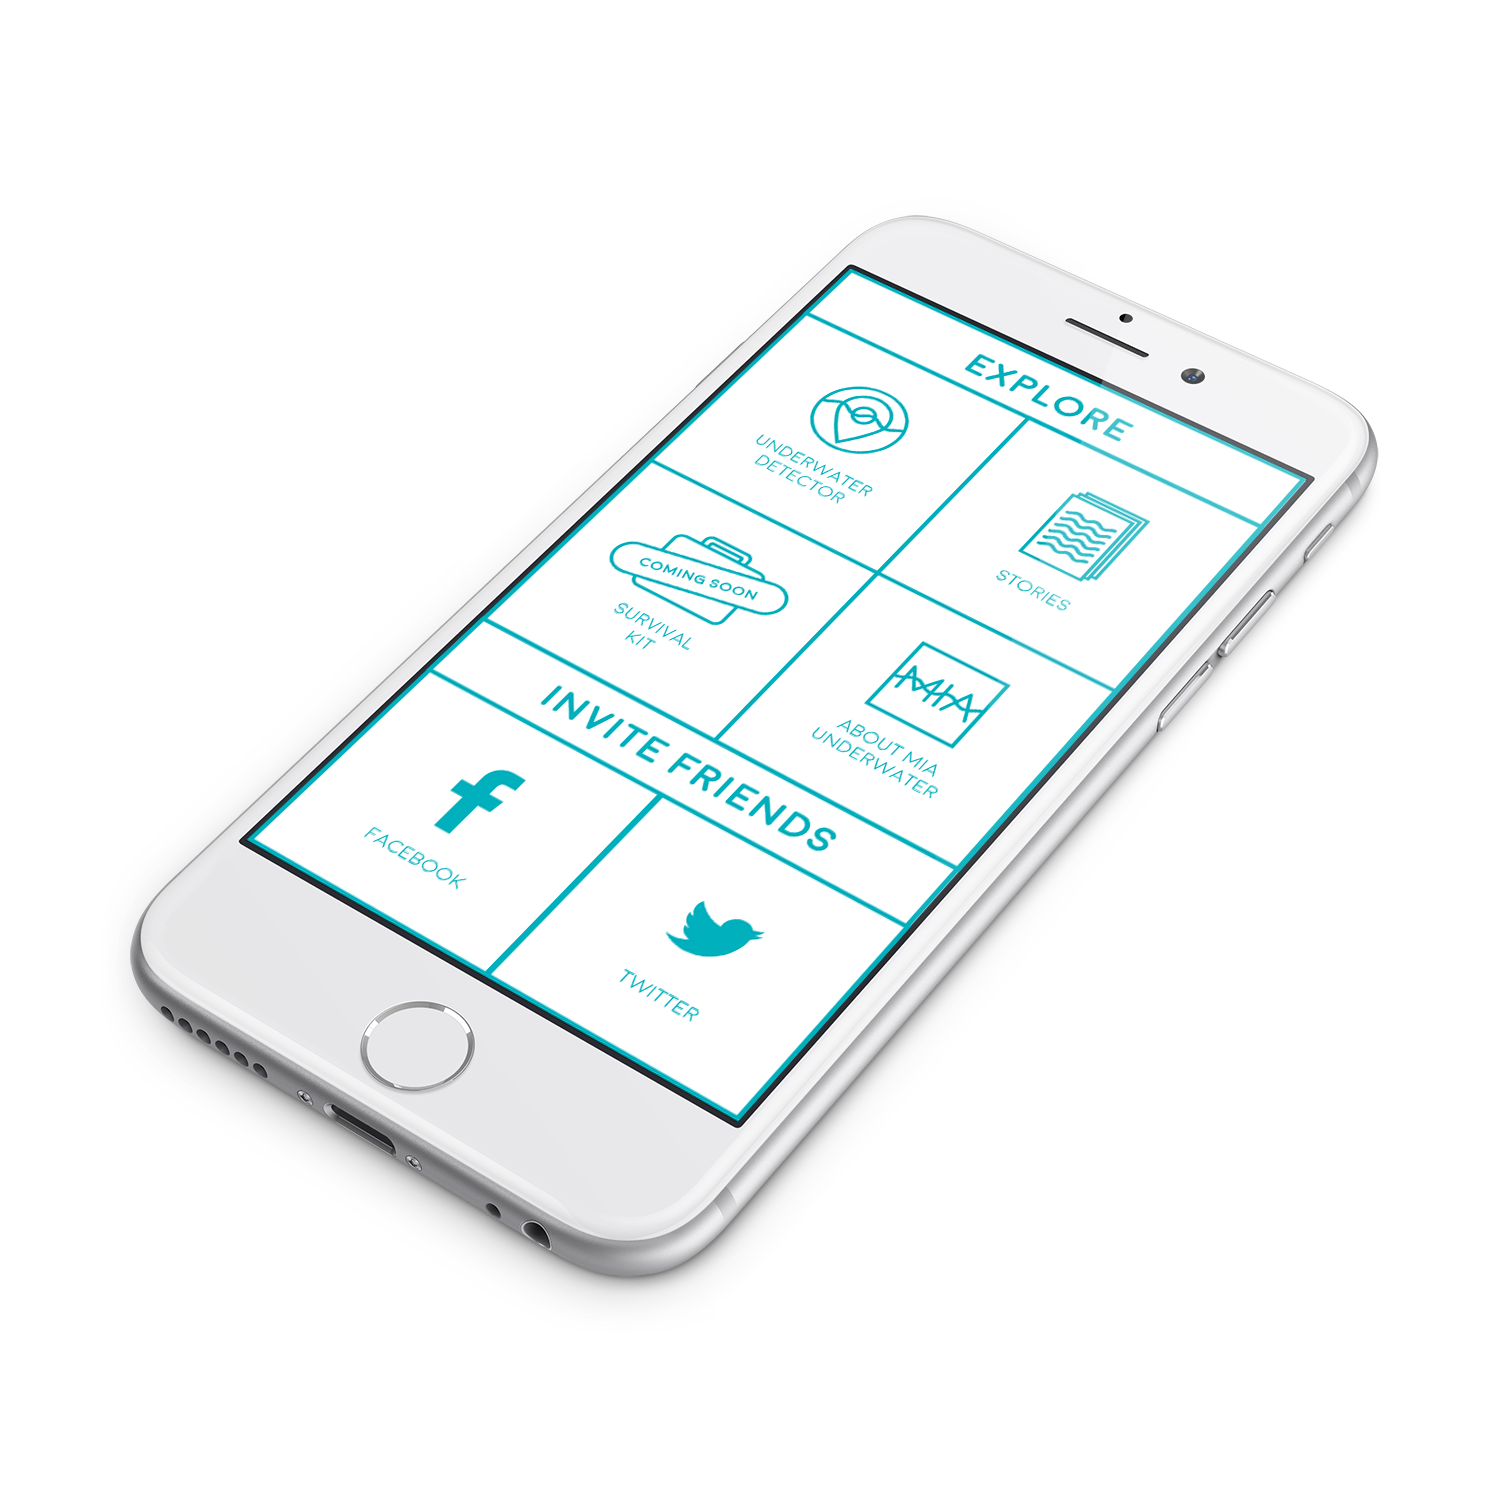 EXPLORE
UNDERWATER
DETECTOR
STORIES
COMING SOON
SURVIVAL
KIT
MIA
ABOUT MIA
UNDERWATER
INVITE FRIENDS
f
FACEBOOK
TWITTER